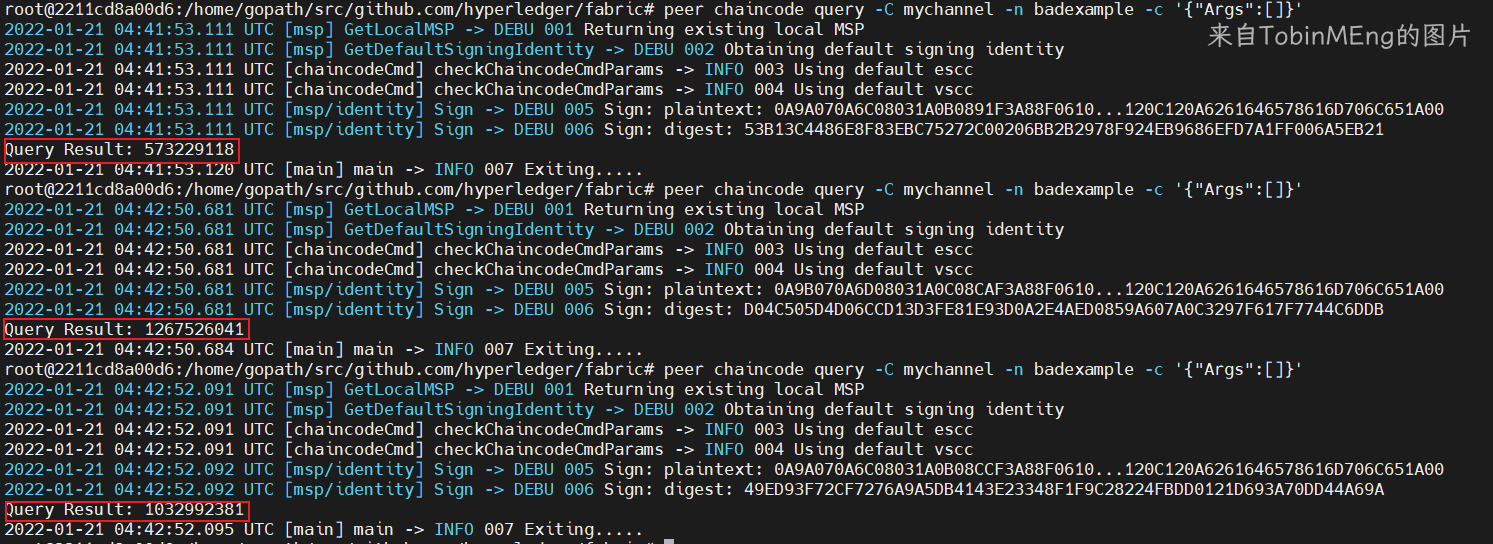 root@2211cd8a00d6:/home/gopath/src/github.com/hyperledger/fabric# peer chaincode query -C mychannel -n badexample -c '{"Args":[]}'
2022-01-21 04:41:53.111 UTC [msp] GetLocalMSP -> DEBU 001 Returning existing local MSP
来自TobinMEng的图片
2022-01-21 04:41:53.111 UTC [msp] GetDefaultSigningIdentity -> DEBU 002 Obtaining default signing identity
2022-01-21 04:41:53.111 UTC [chaincodeCmd] checkChaincodeCmdParams -> INFO 003 Using default escc
2022-01-21 04:41:53.111 UTC [chaincodeCmd] checkChaincodeCmdParams -> INFO 004 Using default vscc
2022-01-21 04:41:53.111 UTC [msp/identity] Sign -> DEBU 005 Sign: plaintext: 0A9A070A6C08031A0B0891F3A88F0610...120C120A6261646578616D706C651A00
2022-01-21 04:41:53.111 UTC [msp/identity] Sign -> DEBU 006 Sign: digest: 53B13C4486E8F83EBC75272C00206BB2B2978F924EB9686EFD7A1FF006A5EB21
Query Result: 573229118
2022-01-21 04:41:53.120 UTC [main] main -> INFO 007 Exiting.....
root@2211cd8a00d6:/home/gopath/src/github.com/hyperledger/fabric# peer chaincode query -C mychannel -n badexample -c '{"Args":[]}'
2022-01-21 04:42:50.681 UTC [msp] GetLocalMSP -> DEBU 001 Returning existing local MSP
2022-01-21 04:42:50.681 UTC [msp] GetDefaultSigningIdentity -> DEBU 002 Obtaining default signing identity
2022-01-21 04:42:50.681 UTC [chaincodeCmd] checkChaincodeCmdParams -> INFO 003 Using default escc
2022-01-21 04:42:50.681 UTC [chaincodeCmd] checkChaincodeCmdParams -> INFO 004 Using default vscc
2022-01-21 04:42:50.681 UTC [msp/identity] Sign -> DEBU 005 Sign: plaintext: 0A9B070A6D08031A0C08CAF3A88F0610...120C120A6261646578616D706C651A00
2022-01-21 04:42:50.681 UTC [msp/identity] Sign -> DEBU 006 Sign: digest: D04C505D4D06CCD13D3FE81E93D0A2E4AED0859A607A0C3297F617F7744C6DDB
Query Result: 1267526041
2022-01-21 04:42:50.684 UTC [main] main -> INFO 007 Exiting.....
root@2211cd8a00d6:/home/gopath/src/github.com/hyperledger/fabric# peer chaincode query -C mychannel -n badexample -c '{"Args":[]}'
2022-01-21 04:42:52.091 UTC [msp] GetLocalMSP -> DEBU 001 Returning existing local MSP
2022-01-21 04:42:52.091 UTC [msp] GetDefaultSigningIdentity -> DEBU 002 Obtaining default signing identity
2022-01-21 04:42:52.091 UTC [chaincodeCmd] checkChaincodeCmdParams -> INFO 003 Using default escc
2022-01-21 04:42:52.091 UTC [chaincodeCmd] checkChaincodeCmdParams -> INFO 004 Using default vscc
2022-01-21 04:42:52.092 UTC [msp/identity] Sign -> DEBU 005 Sign: plaintext: 0A9A070A6C08031A0B08CCF3A88F0610...120C120A6261646578616D706C651A00
2022-01-21 04:42:52.092 UTC [msp/identity] Sign -> DEBU 006 Sign: digest: 49ED93F72CF7276A9A5DB4143E23348F1F9C28224FBDD0121D693A70DD44A69A
Query Result: 1032992381
2022-01-21 04:42:52.095 UTC [main] main -> INFO 007 Exiting.....